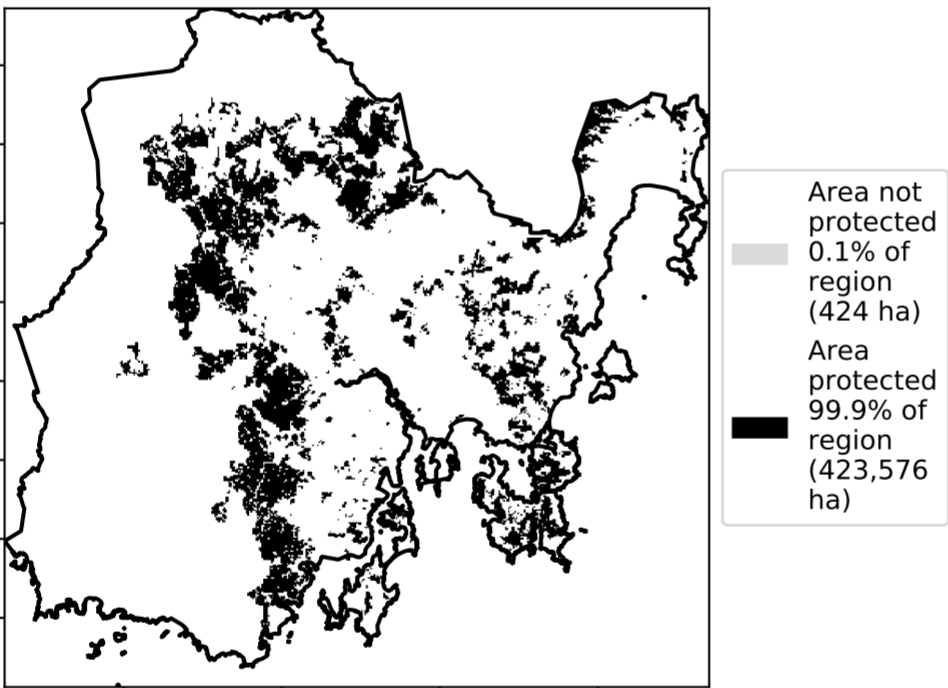 Area not
protected
0.1% of
region
(424 ha)
Area
protected
99.9% of
region
(423,576
ha)